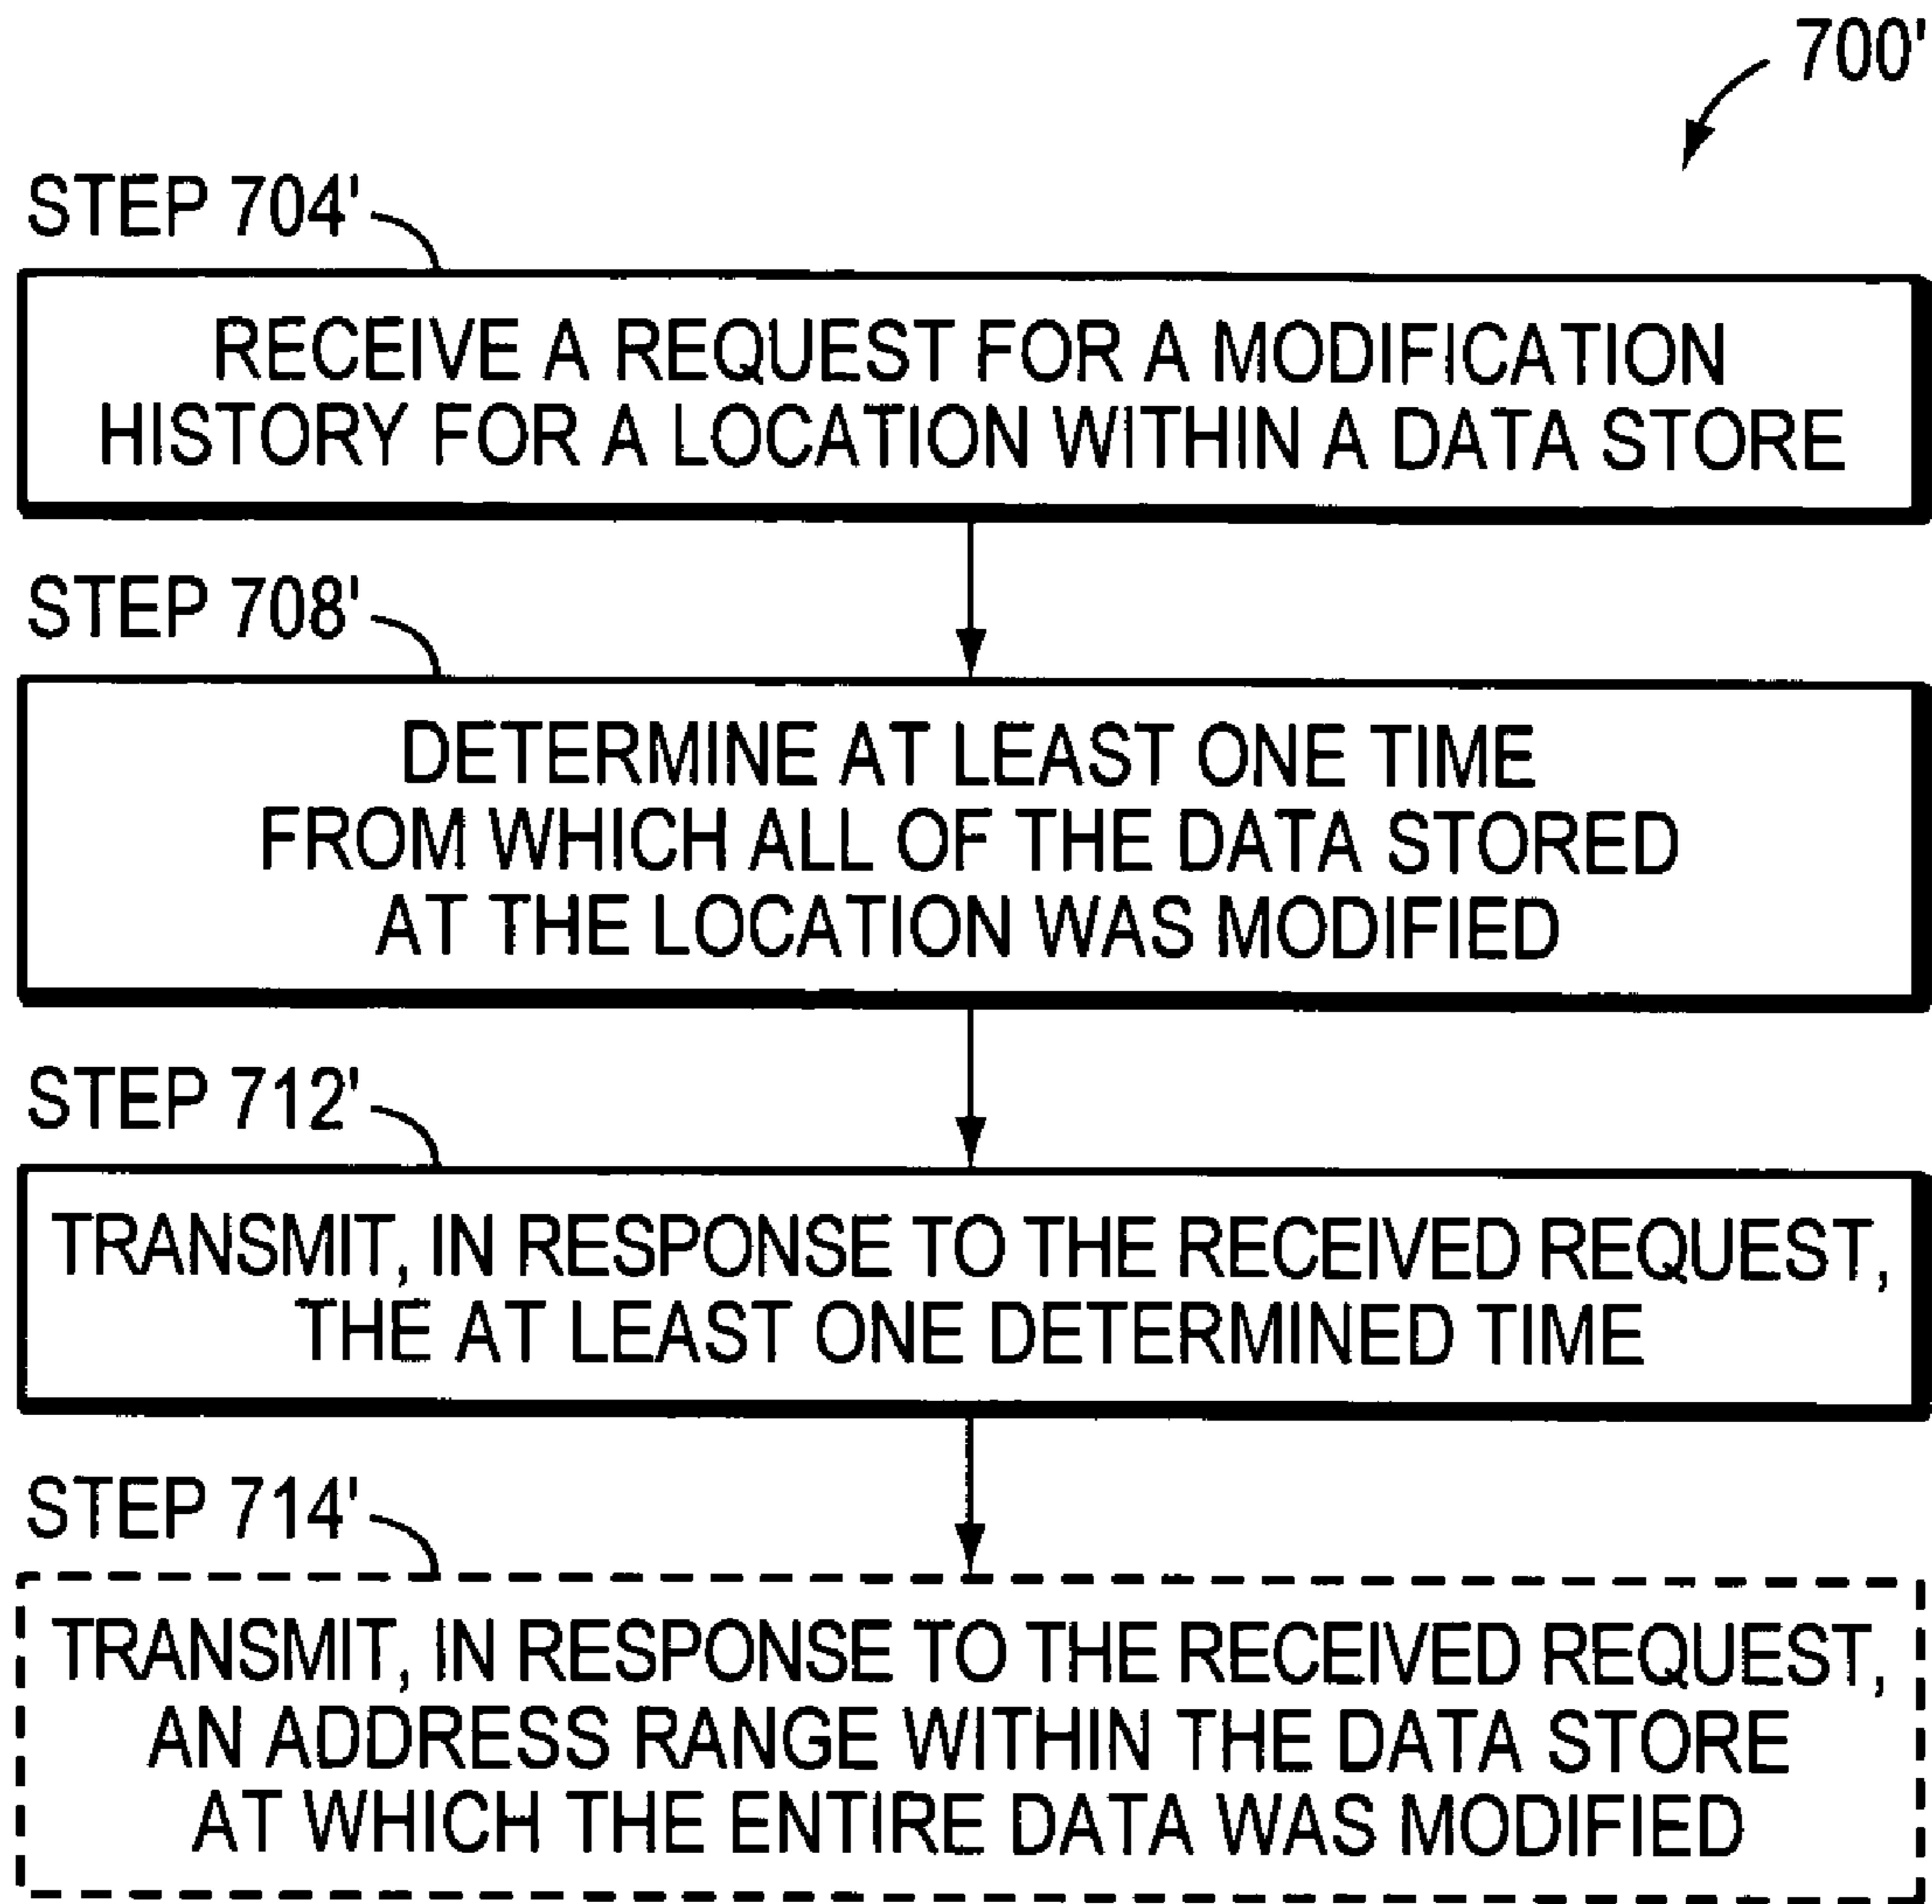 700'
STEP 704'
RECEIVE A REQUEST FOR A MODIFICATION
HISTORY FOR A LOCATION WITHIN A DATA STORE
STEP 708'
DETERMINE AT LEAST ONE TIME
FROM WHICH ALL OF THE DATA STORED
AT THE LOCATION WAS MODIFIED
STEP 712'
TRANSMIT, IN RESPONSE TO THE RECEIVED REQUEST,
THE AT LEAST ONE DETERMINED TIME
STEP 714'
TRANSMIT, IN RESPONSE TO THE RECEIVED REQUEST,
AN ADDRESS RANGE WITHIN THE DATA STORE
AT WHICH THE ENTIRE DATA WAS MODIFIED